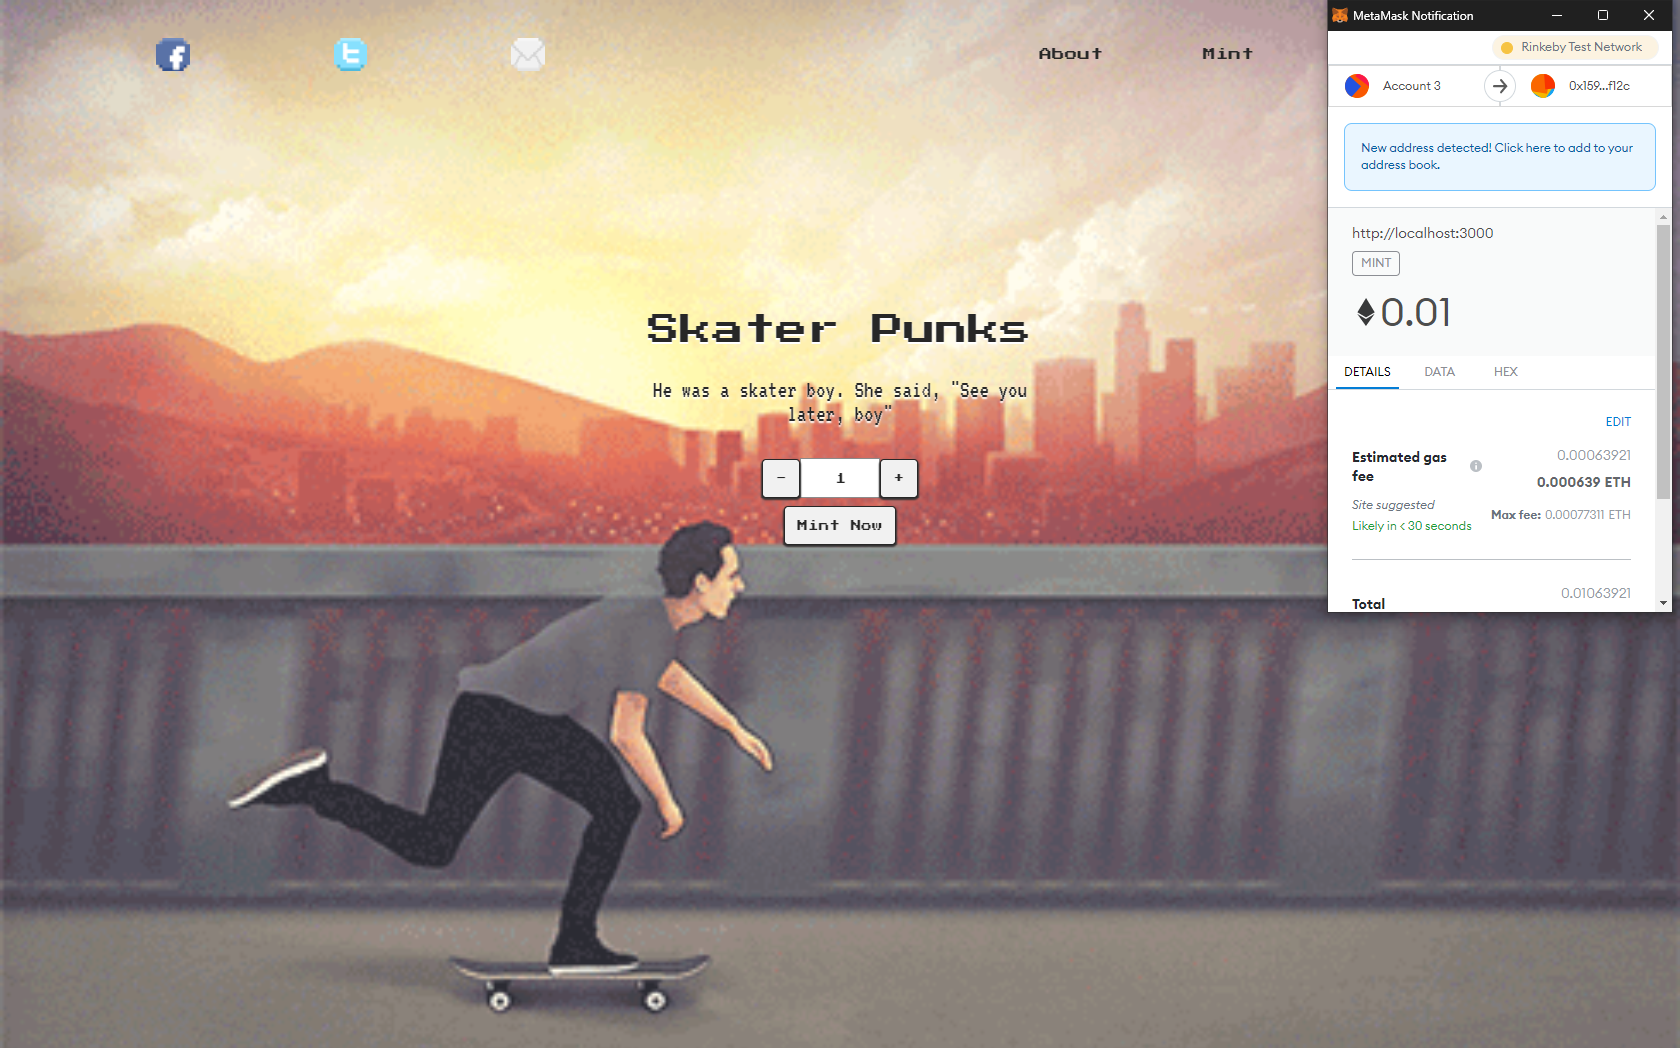 About
Mint
Skater Punks
He was a skater boy. She said, "See you
later, boy"
-
1
+
Mint Now
MetaMask Notification
Rinkeby Test Network
Account 3
0x159...f12c
New address detected! Click here to add to your
address book.
http://localhost:3000
MINT
0.01
DETAILS
DATA
HEX
EDIT
Estimated gas
fee
0.00063921
0.000639 ETH
Site suggested
Likely in < 30 seconds
Max fee: 0.00077311 ETH
0.01063921
Total